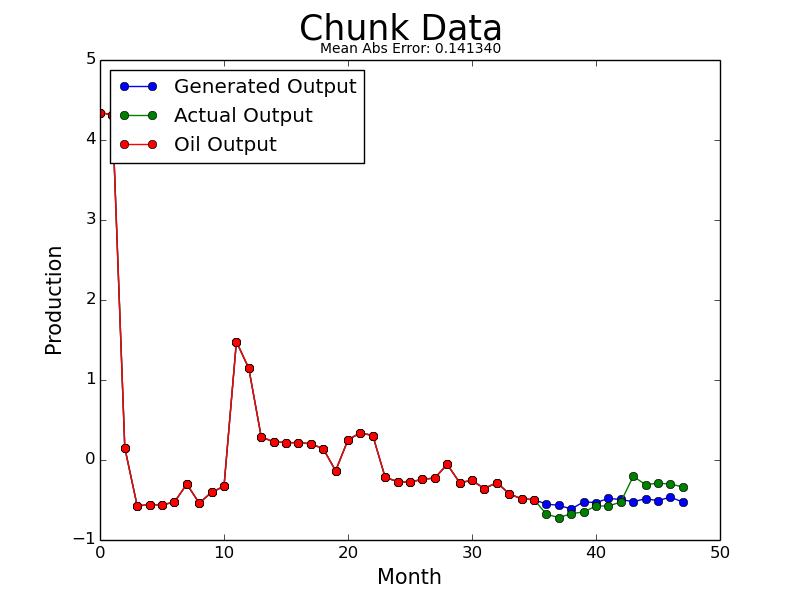 Chunk Data
Mean Abs Error: 0.141340
Generated Output
Actual Output
Oil Output
Production
5
4
3
2
1
0
−1
0 10 20 30 40 50
Month